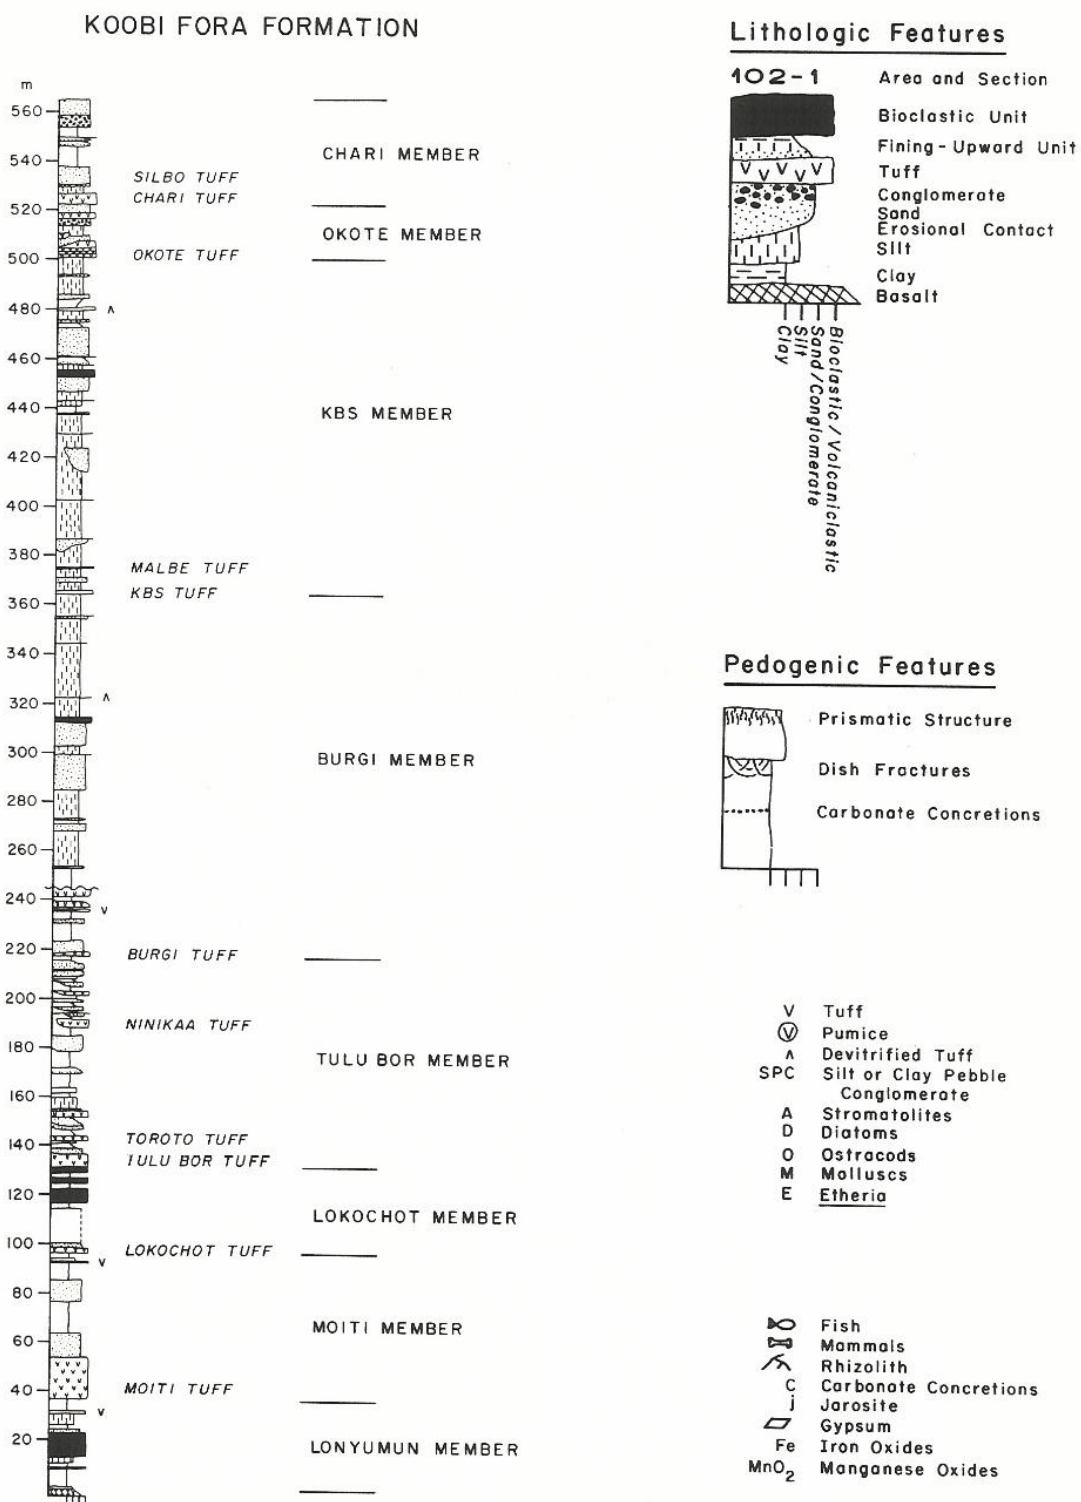 KOOBI FORA FORMATION
m
560
CHARI MEMBER
540
SILBO TUFF
CHARI TUFF
520
OKOTE MEMBER
OKOTE TUFF
500
480
ʌ
460
KBS MEMBER
440
420
400
380
MALBE TUFF
KBS TUFF
360
340
ʌ
320
300
BURGI MEMBER
280
260
240
v
220
BURGI TUFF
200
NINIKAA TUFF
180
TULU BOR MEMBER
160
TOROTO TUFF
140
TULU BOR TUFF
120
LOKOCHOT MEMBER
100
LOKOCHOT TUFF
v
80
MOITI MEMBER
60
MOITI TUFF
40
v
20
LONYUMUN MEMBER
Lithologic Features
102-1 Area and Section
Bioclastic Unit
Fining-Upward Unit
Tuff
Conglomerate
Sand
Erosional Contact
Silt
Clay
Basalt
Clay
Silt
Sand/Conglomerate
Bioclastic/Volcaniclastic
Pedogenic Features
Prismatic Structure
Dish Fractures
Carbonate Concretions
V Tuff
Ⓥ Pumice
ʌ Devitrified Tuff
SPC Silt or Clay Pebble
Conglomerate
A Stromatolites
D Diatoms
O Ostracods
M Molluscs
E Etheria
Fish
Mammals
Rhizolith
C Carbonate Concretions
j Jarosite
Gypsum
Fe Iron Oxides
MnO₂ Manganese Oxides